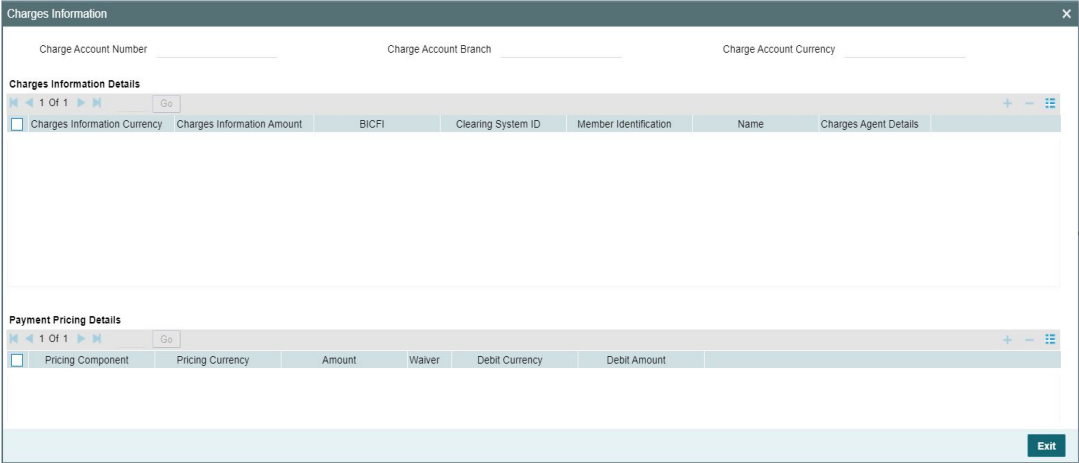 Charges Information
Charge Account Number Charge Account Branch Charge Account Currency
Charges Information Details
1 Of 1 Go
Charges Information Currency Charges Information Amount BICFI Clearing System ID Member Identification Name Charges Agent Details
Payment Pricing Details
1 Of 1 Go
Pricing Component Pricing Currency Amount Waiver Debit Currency Debit Amount
Exit